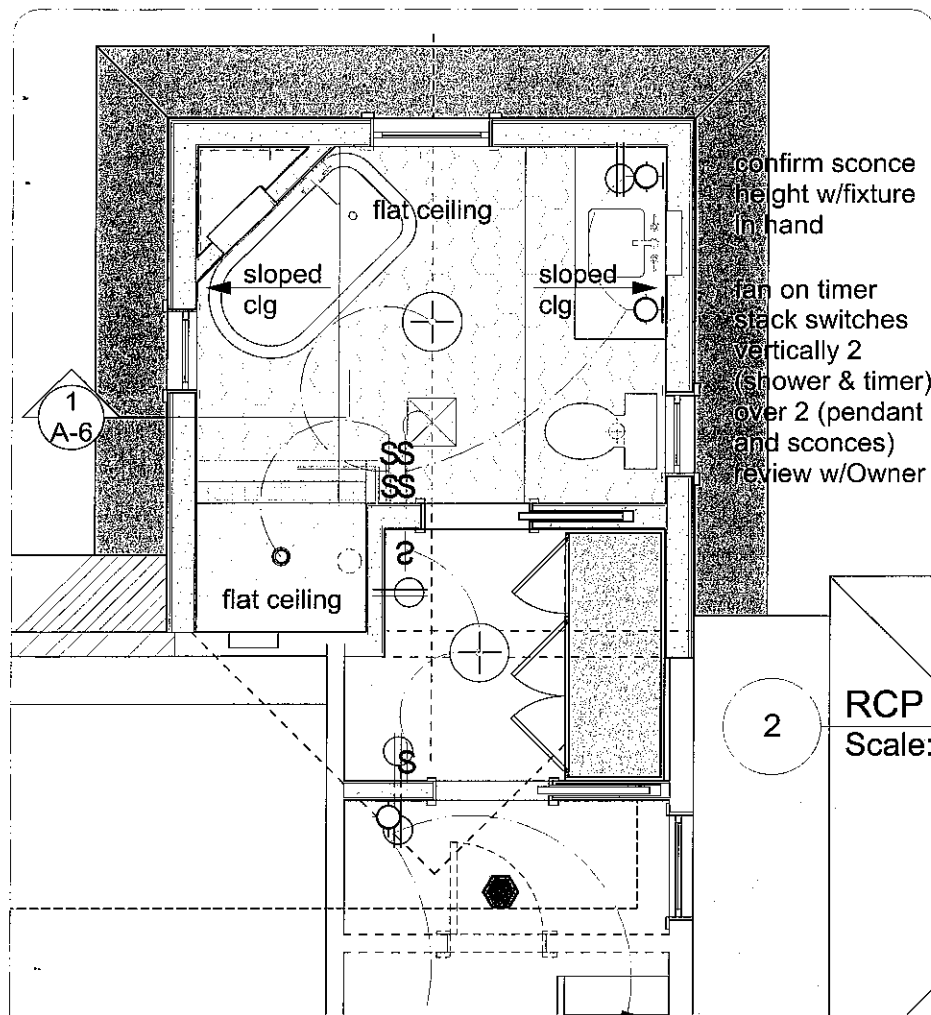 confirm sconce
height w/fixture
in hand
flat ceiling
sloped
clg
sloped
clg
fan on timer
stack switches
vertically 2
(shower & timer)
over 2 (pendant
and sconces)
review w/Owner
1
A-6
SS
SS
S
flat ceiling
2
RCP
Scale:
S